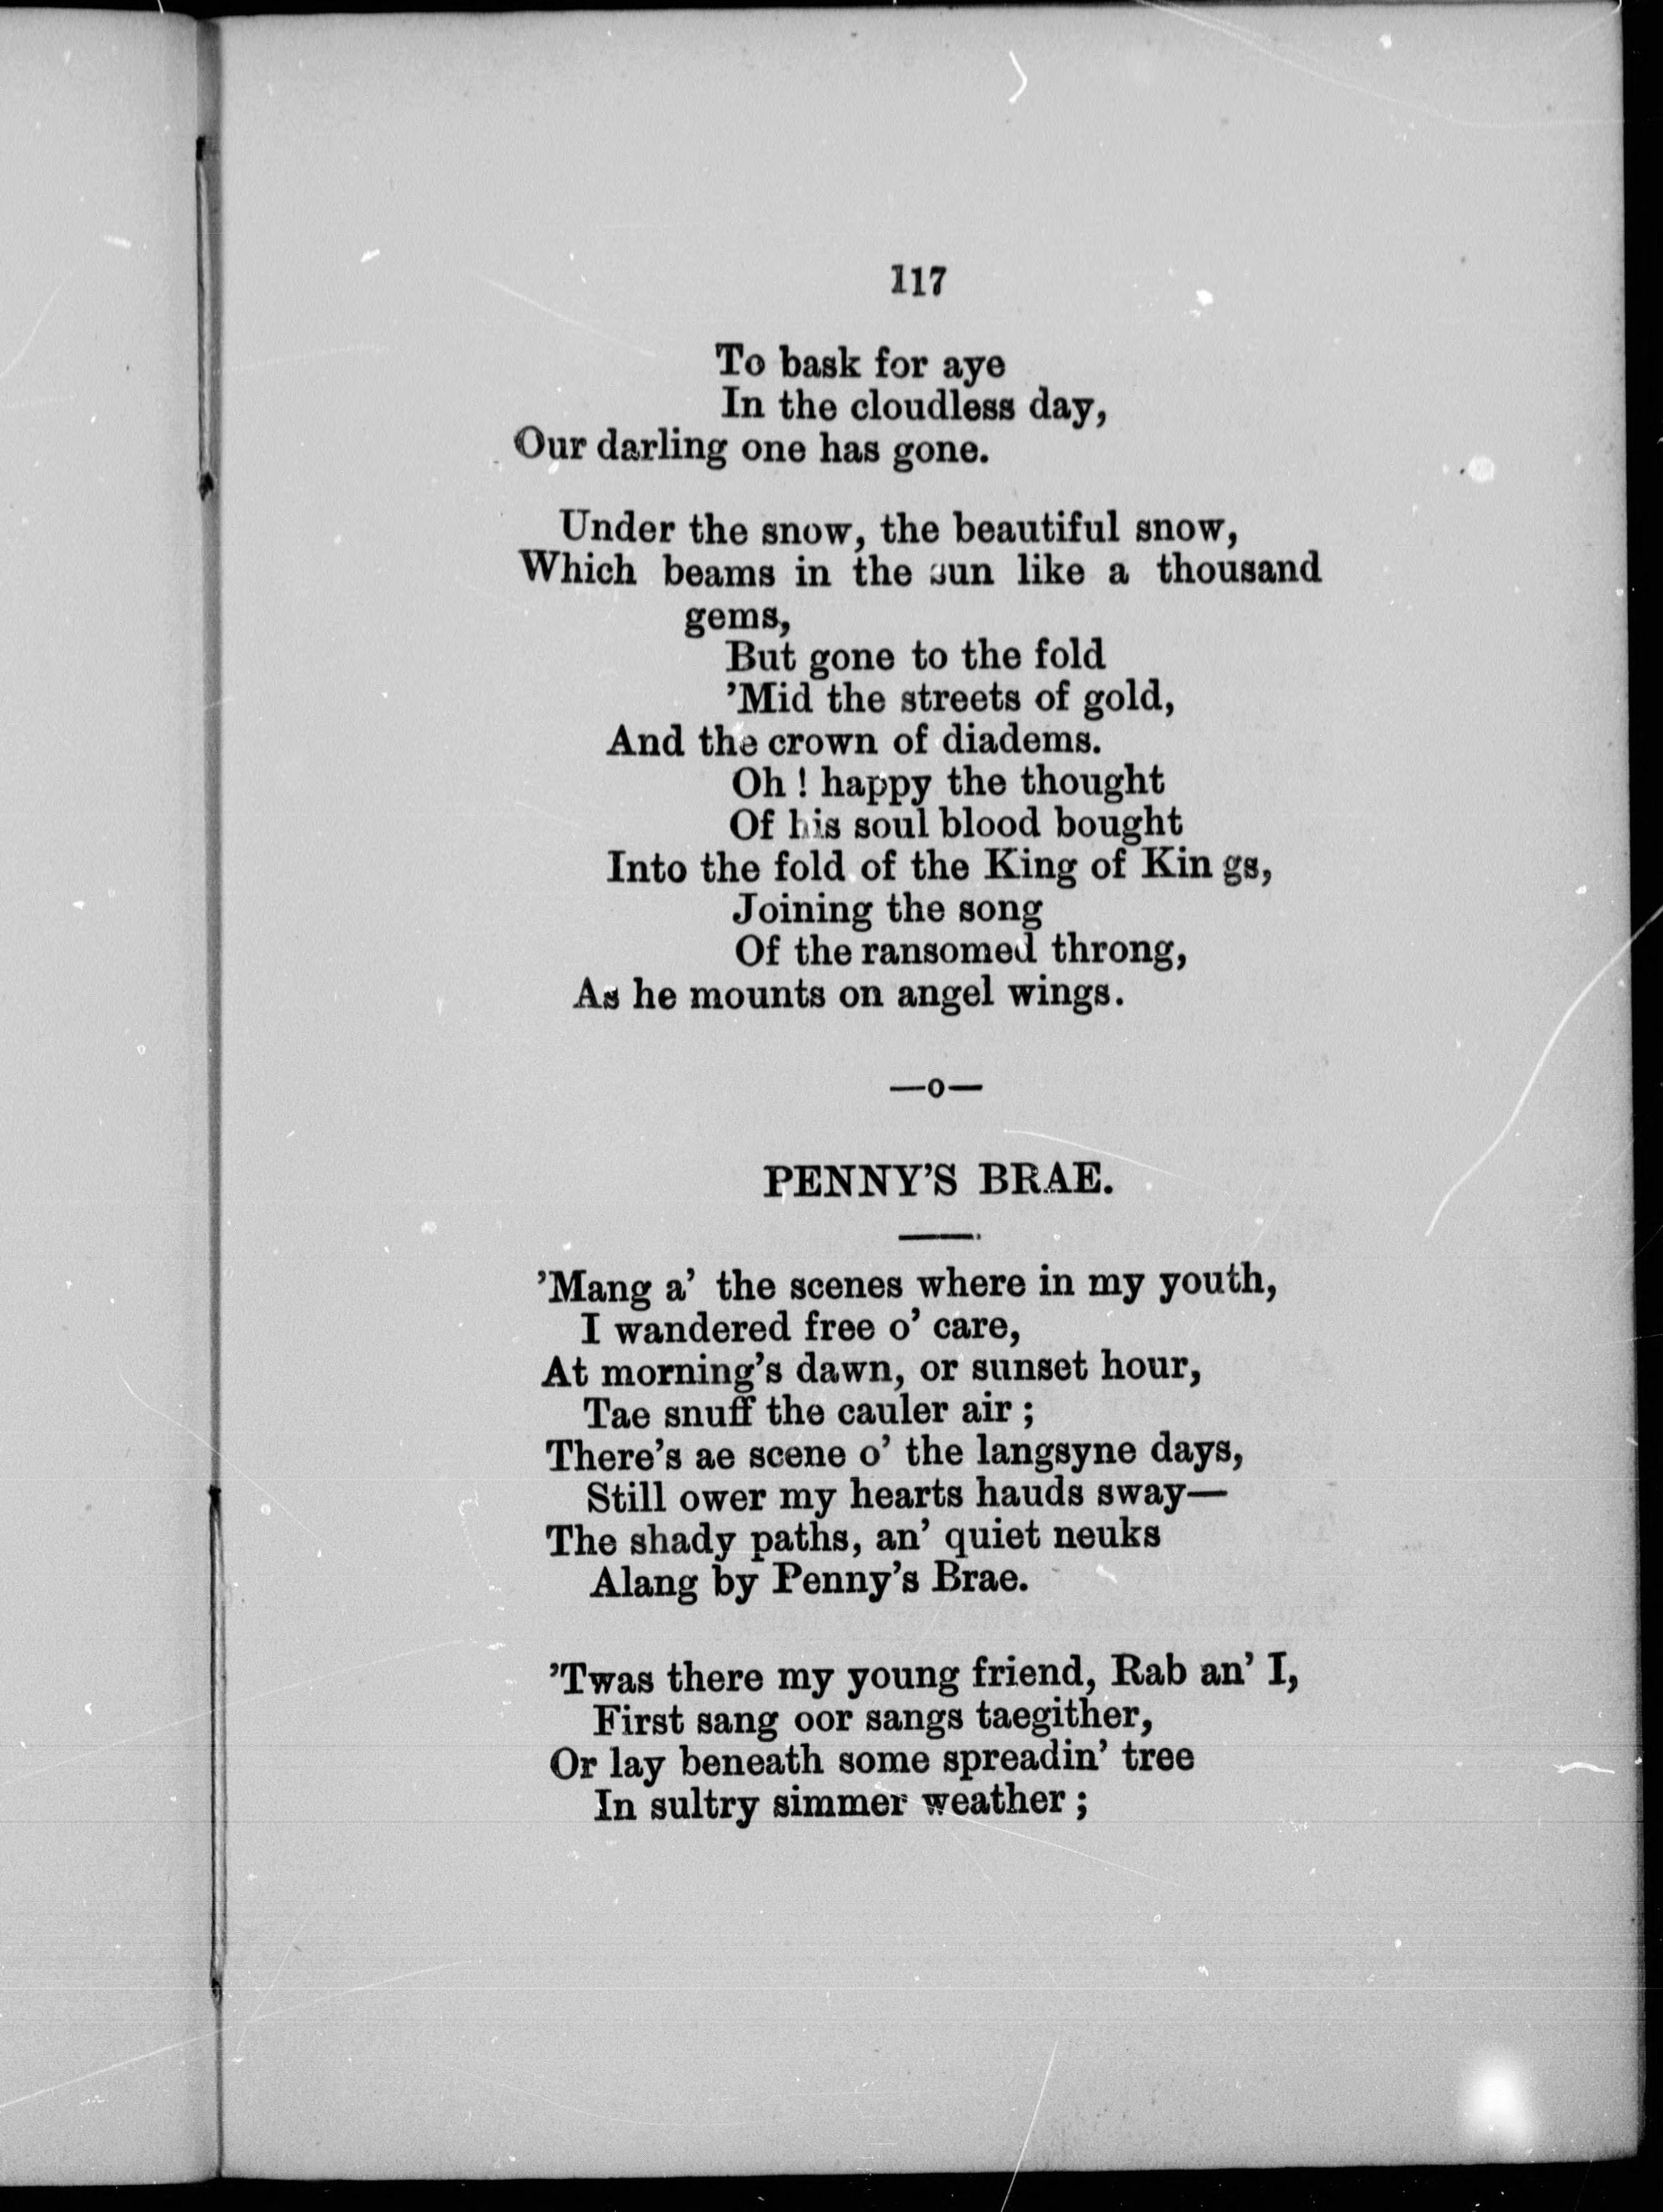 117
To bask for aye
In the cloudless day,
Our darling one has gone.
Under the snow, the beautiful snow,
Which beams in the sun like a thousand
gems,
But gone to the fold
’Mid the streets of gold,
And the crown of diadems.
Oh ! happy the thought
Of his soul blood bought
Into the fold of the King of Kin gs,
Joining the song
Of the ransomed throng,
As he mounts on angel wings.
—o—
PENNY’S BRAE.
’Mang a’ the scenes where in my youth,
I wandered free o’ care,
At morning’s dawn, or sunset hour,
Tae snuff the cauler air ;
There’s ae scene o’ the langsyne days,
Still ower my hearts hauds sway—
The shady paths, an’ quiet neuks
Alang by Penny’s Brae.
’Twas there my young friend, Rab an’ I,
First sang oor sangs taegither,
Or lay beneath some spreadin’ tree
In sultry simmer weather ;